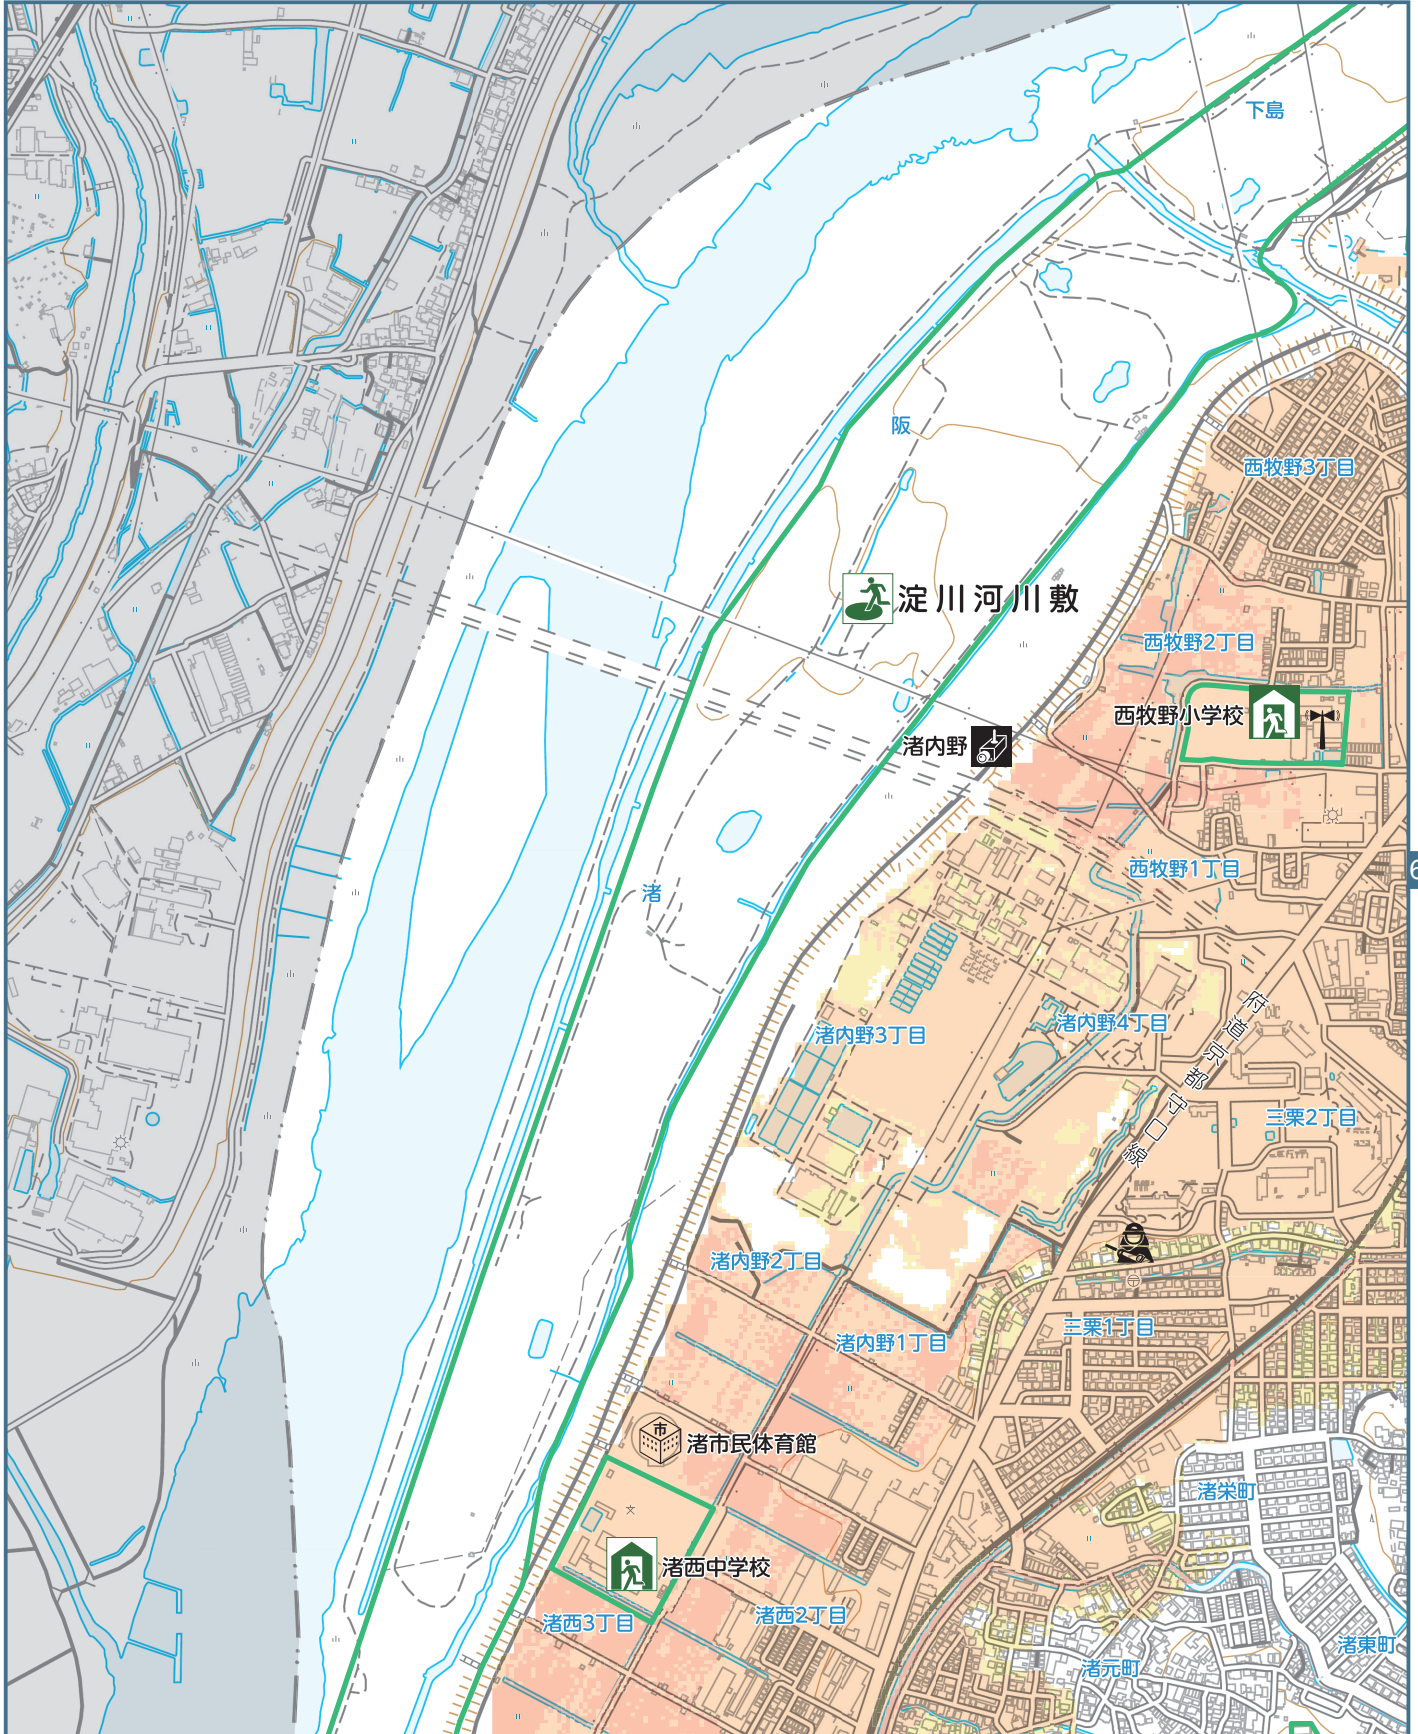 下島
阪
西牧野3丁目
淀川河川敷
西牧野2丁目
西牧野小学校
渚内野
西牧野1丁目
6
渚
渚内野3丁目
渚内野4丁目
府道京都守口線
三栗2丁目
渚内野2丁目
三栗1丁目
渚内野1丁目
市
渚市民体育館
渚栄町
文
渚西中学校
渚西3丁目
渚西2丁目
渚東町
渚元町